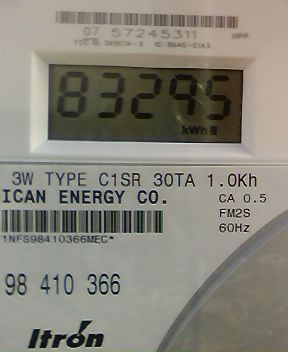 07 57245311 HPP
83295
kWh
3W TYPE C1SR 30TA 1.0Kh
ICAN ENERGY CO. CA 0.5
FM2S
60Hz
1NFS98410366MEC*
98 410 366
Itron